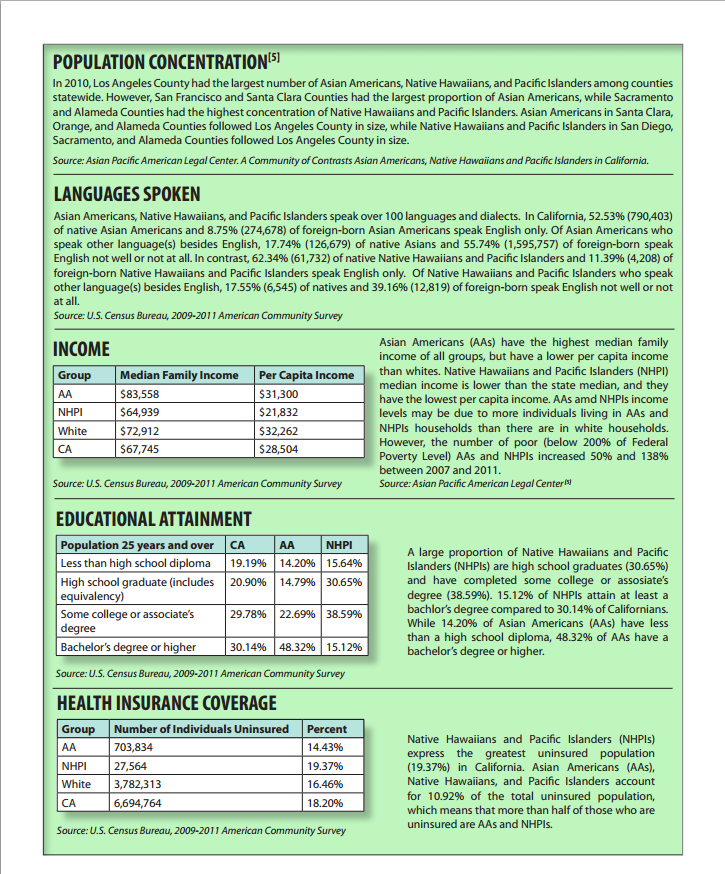 POPULATION CONCENTRATION[5]
In 2010, Los Angeles County had the largest number of Asian Americans, Native Hawaiians, and Pacific Islanders among counties
statewide. However, San Francisco and Santa Clara Counties had the largest proportion of Asian Americans, while Sacramento
and Alameda Counties had the highest concentration of Native Hawaiians and Pacific Islanders. Asian Americans in Santa Clara,
Orange, and Alameda Counties followed Los Angeles County in size, while Native Hawaiians and Pacific Islanders in San Diego,
Sacramento, and Alameda Counties followed Los Angeles County in size.
Source: Asian Pacific American Legal Center. A Community of Contrasts Asian Americans, Native Hawaiians and Pacific Islanders in California.
LANGUAGES SPOKEN
Asian Americans, Native Hawaiians, and Pacific Islanders speak over 100 languages and dialects. In California, 52.53% (790,403)
of native Asian Americans and 8.75% (274,678) of foreign-born Asian Americans speak English only. Of Asian Americans who
speak other language(s) besides English, 17.74% (126,679) of native Asians and 55.74% (1,595,757) of foreign-born speak
English not well or not at all. In contrast, 62.34% (61,732) of native Native Hawaiians and Pacific Islanders and 11.39% (4,208) of
foreign-born Native Hawaiians and Pacific Islanders speak English only. Of Native Hawaiians and Pacific Islanders who speak
other language(s) besides English, 17.55% (6,545) of natives and 39.16% (12,819) of foreign-born speak English not well or not
at all.
Source: U.S. Census Bureau, 2009-2011 American Community Survey
INCOME
Group Median Family Income Per Capita Income
AA $83,558 $31,300
NHPI $64,939 $21,832
White $72,912 $32,262
CA $67,745 $28,504
Source: U.S. Census Bureau, 2009-2011 American Community Survey
Asian Americans (AAs) have the highest median family
income of all groups, but have a lower per capita income
than whites. Native Hawaiians and Pacific Islanders (NHPI)
median income is lower than the state median, and they
have the lowest per capita income. AAs amd NHPIs income
levels may be due to more individuals living in AAs and
NHPIs households than there are in white households.
However, the number of poor (below 200% of Federal
Poverty Level) AAs and NHPIs increased 50% and 138%
between 2007 and 2011.
Source: Asian Pacific American Legal Center[5]
EDUCATIONAL ATTAINMENT
Population 25 years and over CA AA NHPI
Less than high school diploma 19.19% 14.20% 15.64%
High school graduate (includes 20.90% 14.79% 30.65%
equivalency)
Some college or associate's 29.78% 22.69% 38.59%
degree
Bachelor's degree or higher 30.14% 48.32% 15.12%
Source: U.S. Census Bureau, 2009-2011 American Community Survey
A large proportion of Native Hawaiians and Pacific
Islanders (NHPIs) are high school graduates (30.65%)
and have completed some college or assosiate's
degree (38.59%). 15.12% of NHPIs attain at least a
bachlor's degree compared to 30.14% of Californians.
While 14.20% of Asian Americans (AAs) have less
than a high school diploma, 48.32% of AAs have a
bachelor's degree or higher.
HEALTH INSURANCE COVERAGE
Group Number of Individuals Uninsured Percent
AA 703,834 14.43%
NHPI 27,564 19.37%
White 3,782,313 16.46%
CA 6,694,764 18.20%
Source: U.S. Census Bureau, 2009-2011 American Community Survey
Native Hawaiians and Pacific Islanders (NHPIs)
express the greatest uninsured population
(19.37%) in California. Asian Americans (AAs),
Native Hawaiians, and Pacific Islanders account
for 10.92% of the total uninsured population,
which means that more than half of those who are
uninsured are AAs and NHPIs.